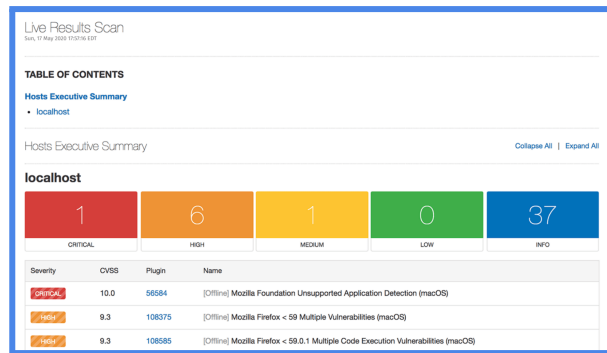 Live Results Scan
Sun, 17 May 2020 17:57:16 EDT
TABLE OF CONTENTS
Hosts Executive Summary
• localhost
Hosts Executive Summary
Collapse All | Expand All
localhost
1 6 1 0 37
CRITICAL HIGH MEDIUM LOW INFO
Severity CVSS Plugin Name
CRITICAL 10.0 56584 [Offline] Mozilla Foundation Unsupported Application Detection (macOS)
HIGH 9.3 108375 [Offline] Mozilla Firefox < 59 Multiple Vulnerabilities (macOS)
HIGH 9.3 108585 [Offline] Mozilla Firefox < 59.0.1 Multiple Code Execution Vulnerabilities (macOS)